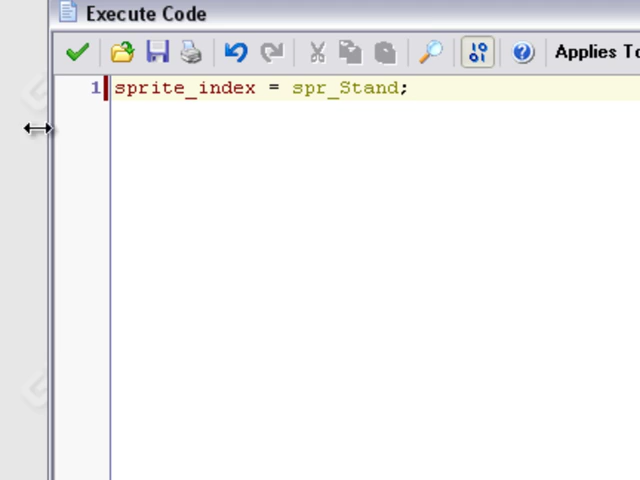 Execute Code
Applies To
1 sprite_index = spr_Stand;